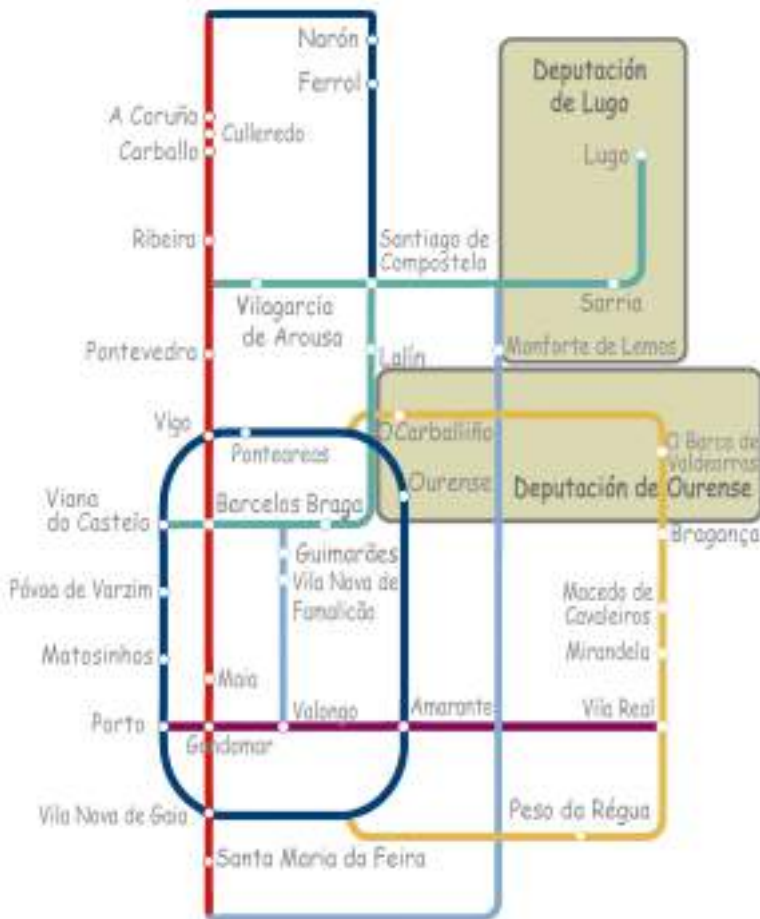 Narón
Ferrol
Deputación
de Lugo
A Coruña
Culleredo
Carballo
Lugo
Ribeira
Santiago de
Compostela
Vilagarcía
de Arousa
Sarria
Pontevedra
Lalín
Monforte de Lemos
Vigo
Ponteareas
O Carballiño
O Barco de
Valdeorras
Viana
do Castelo
Barcelos Braga
Ourense
Deputación de Ourense
Bragança
Guimarães
Vila Nova de
Famalicão
Póvoa de Varzim
Macedo de
Cavaleiros
Matosinhos
Mirandela
Maia
Porto
Gondomar
Valongo
Amarante
Vila Real
Vila Nova de Gaia
Peso da Régua
Santa Maria da Feira